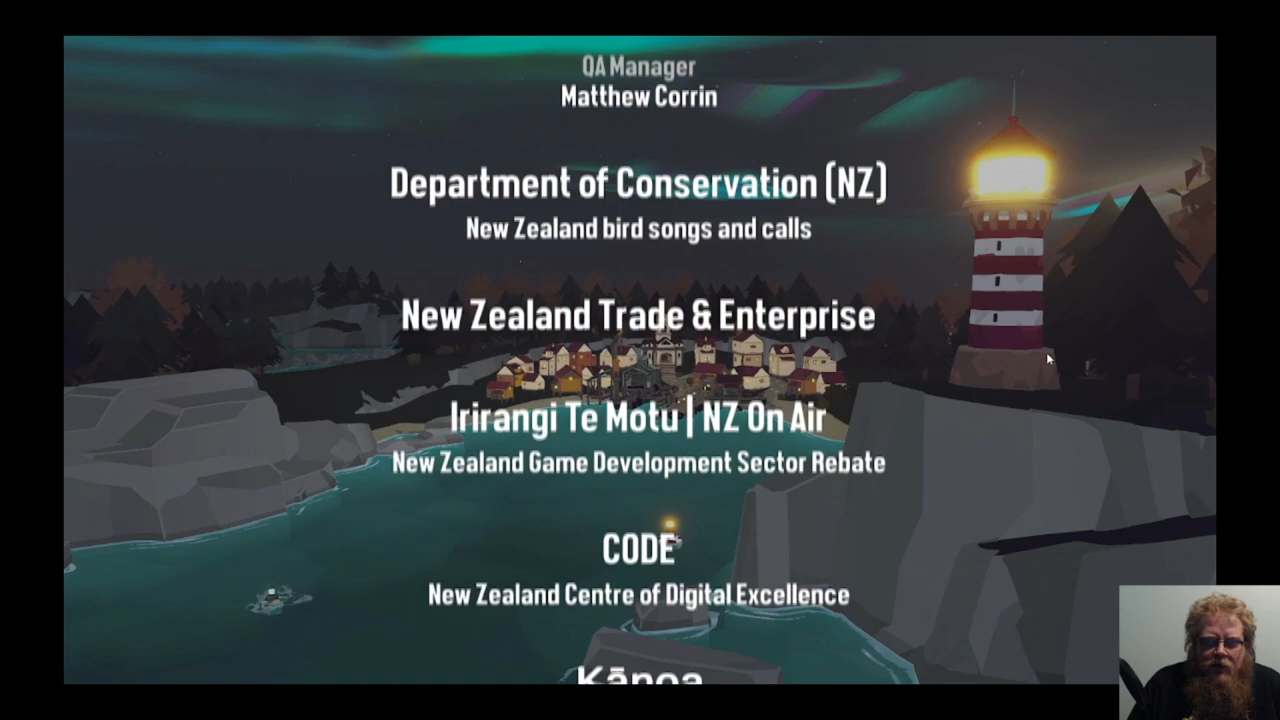 QA Manager
Matthew Corrin
Department of Conservation (NZ)
New Zealand bird songs and calls
New Zealand Trade & Enterprise
Irirangi Te Motu | NZ On Air
New Zealand Game Development Sector Rebate
CODE
New Zealand Centre of Digital Excellence
Kānoa